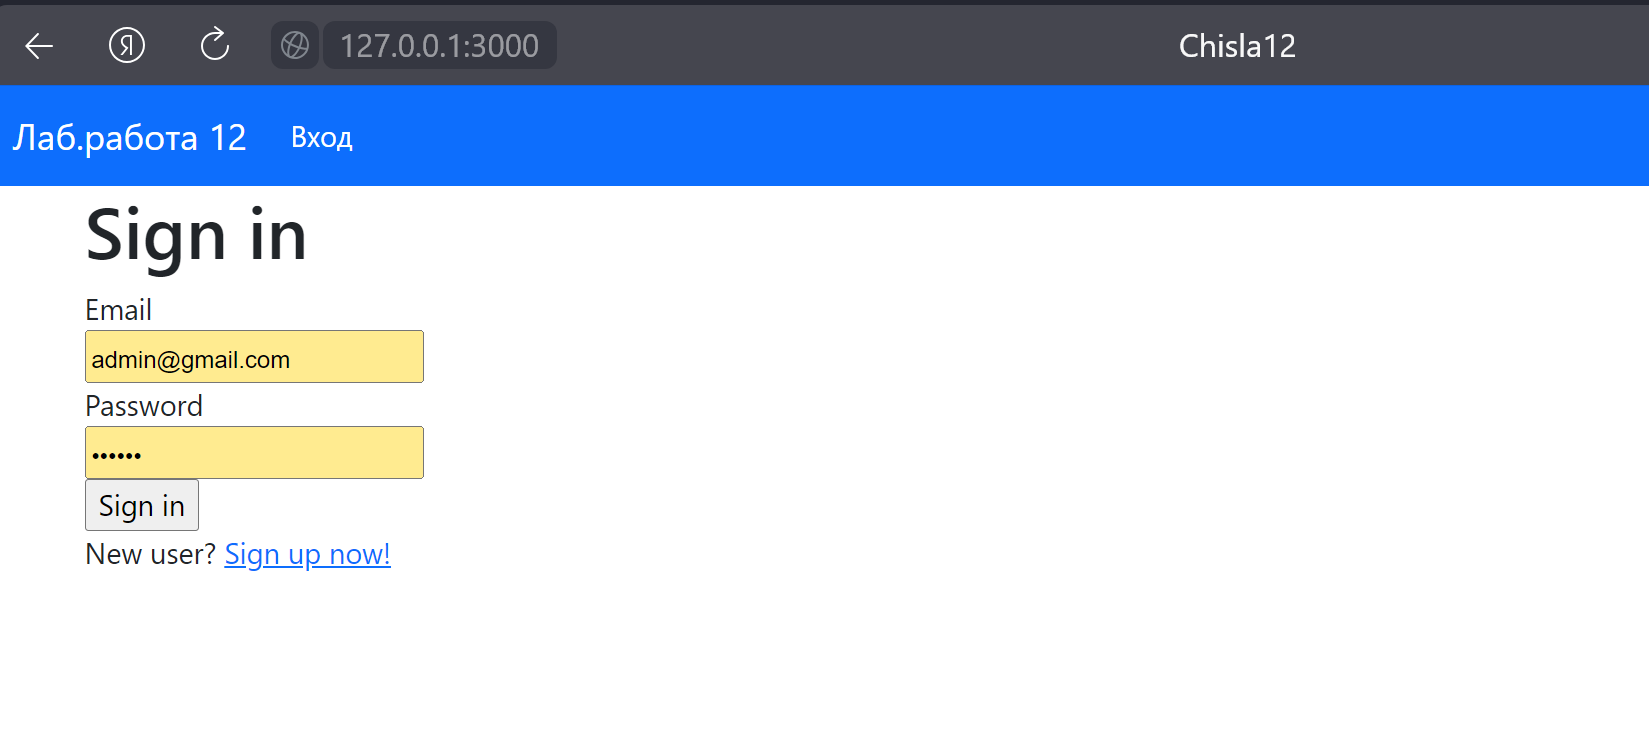 127.0.0.1:3000 Chisla12
Лаб.работа 12 Вход
Sign in
Email
admin@gmail.com
Password
••••••
Sign in
New user? Sign up now!